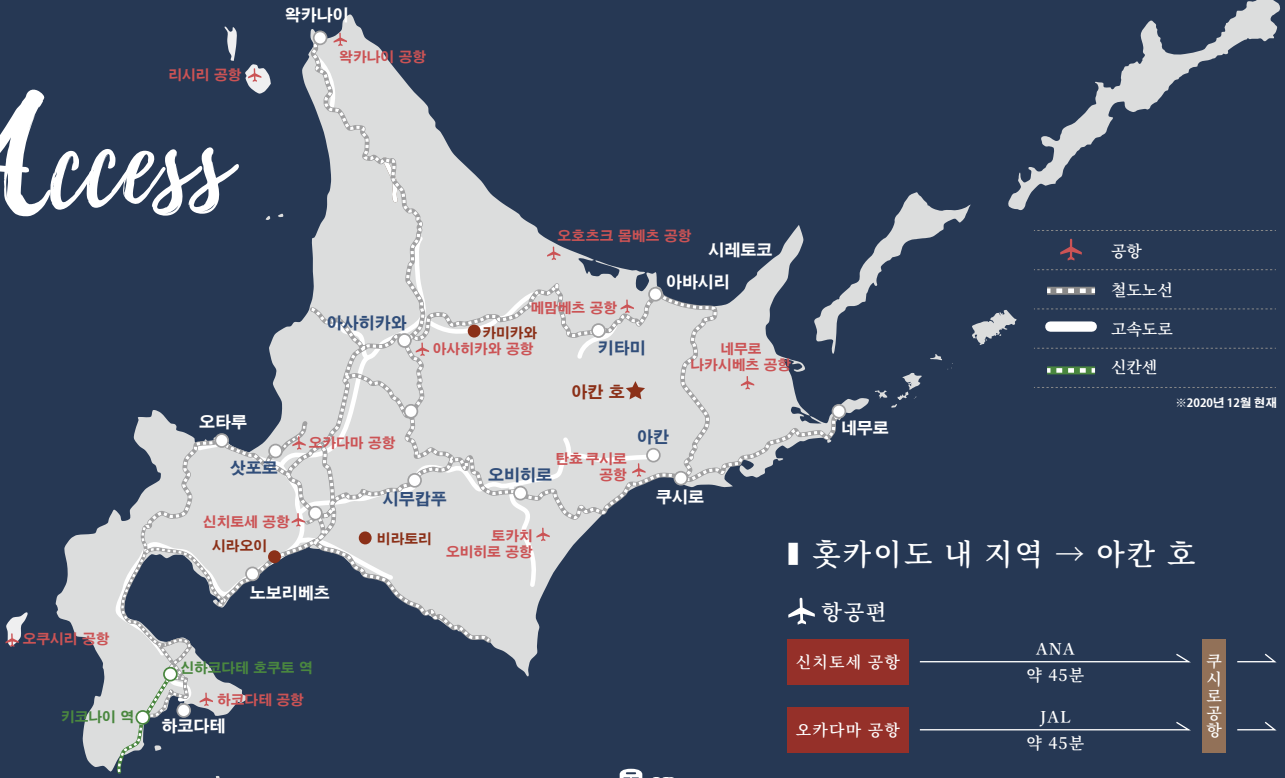 왁카나이
왁카나이 공항
리시리 공항
Access
오호츠크 몸베츠 공항
시레토코
아바시리
공항
철도노선
고속도로
신칸센
※2020년 12월 현재
메맘베츠 공항
아사히카와
카미카와
아사히카와 공항
키타미
네무로
나카시베츠 공항
아칸 호
오타루
오카다마 공항
네무로
아칸
삿포로
탄쵸 쿠시로
공항
오비히로
시무캅푸
쿠시로
신치토세 공항
비라토리
토카치
오비히로 공항
시라오이
노보리베츠
오쿠시리 공항
신하코다테 호쿠토 역
하코다테 공항
키코나이 역
하코다테
홋카이도 내 지역 → 아칸 호
항공편
신치토세 공항
ANA
약 45분
쿠시로공항
오카다마 공항
JAL
약 45분